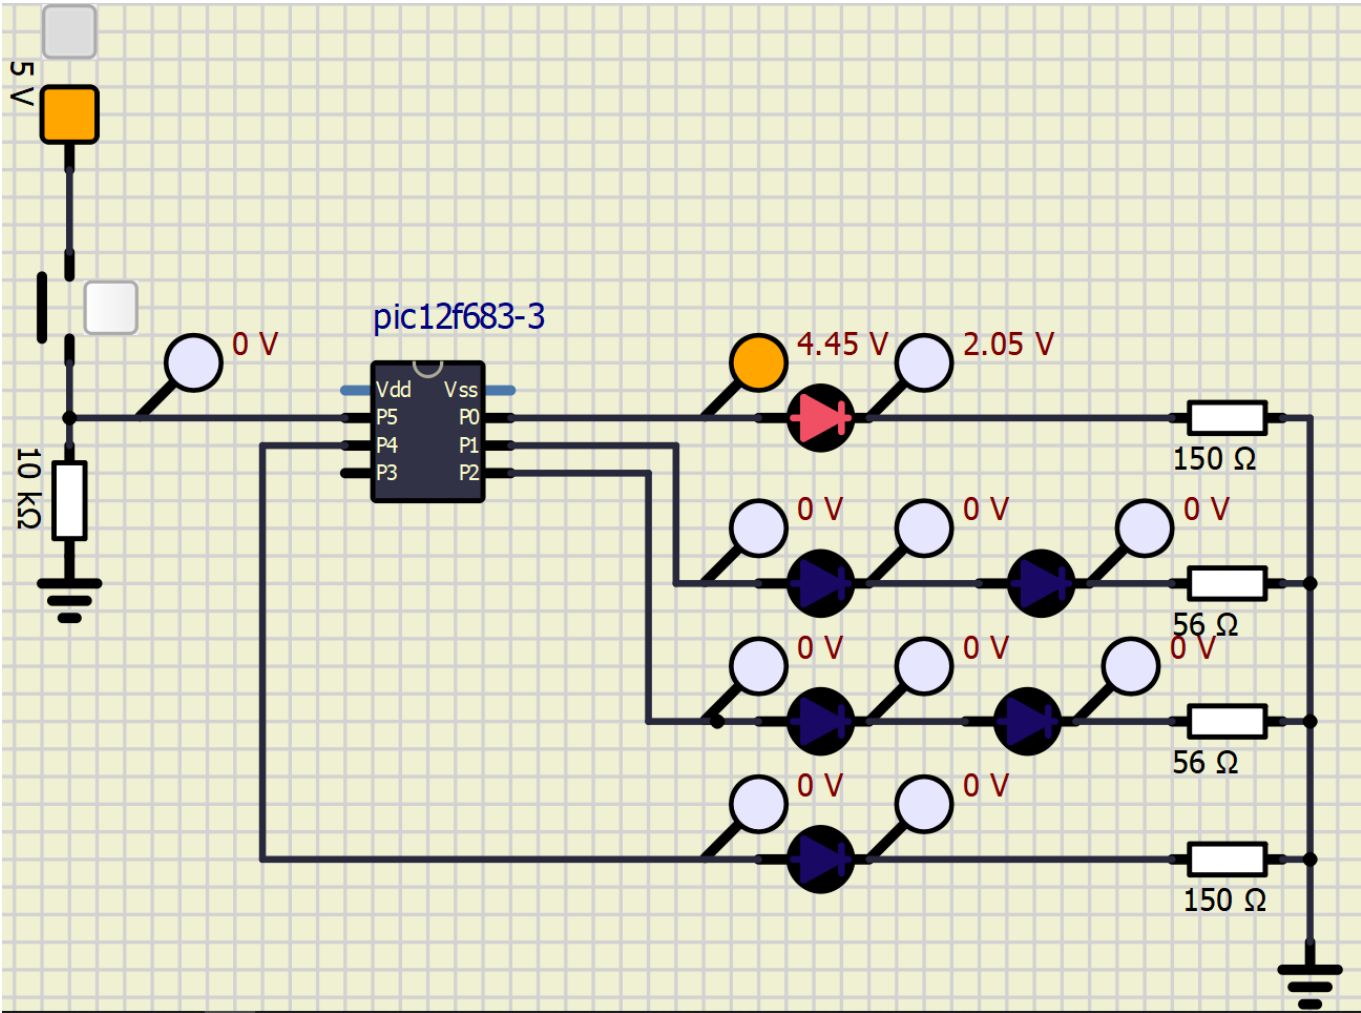 5 V
pic12f683-3
0 V
4.45 V
2.05 V
Vdd
Vss
P5
P0
P4
P1
P3
P2
10 kΩ
150 Ω
0 V
0 V
0 V
56 Ω
0 V
0 V
0 V
56 Ω
0 V
0 V
150 Ω